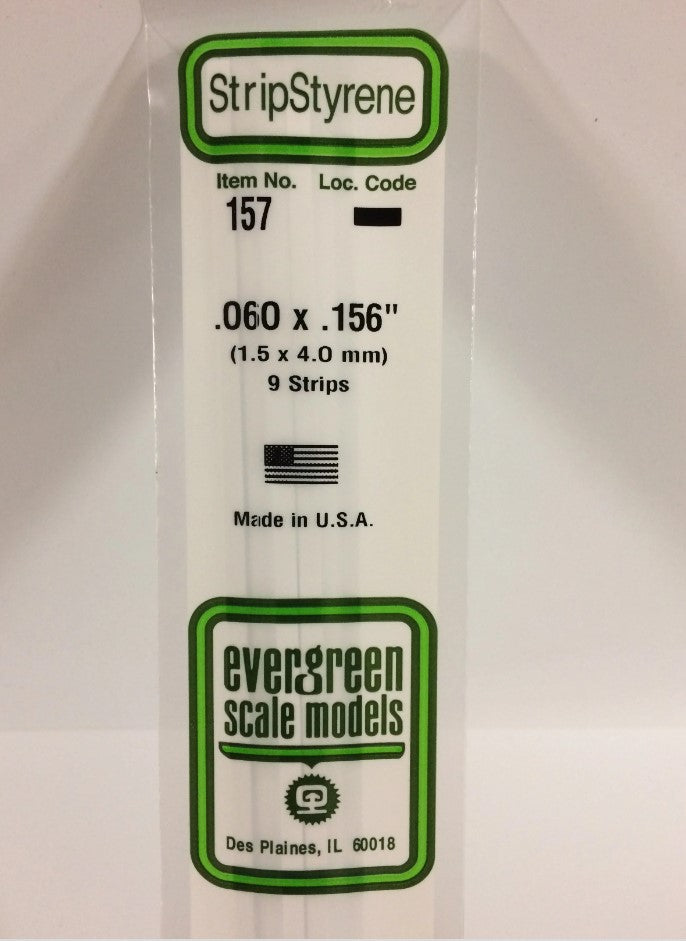 StripStyrene
Item No. Loc. Code
157
.060 x .156"
(1.5 x 4.0 mm)
9 Strips
Made in U.S.A.
evergreen
scale models
Des Plaines, IL 60018